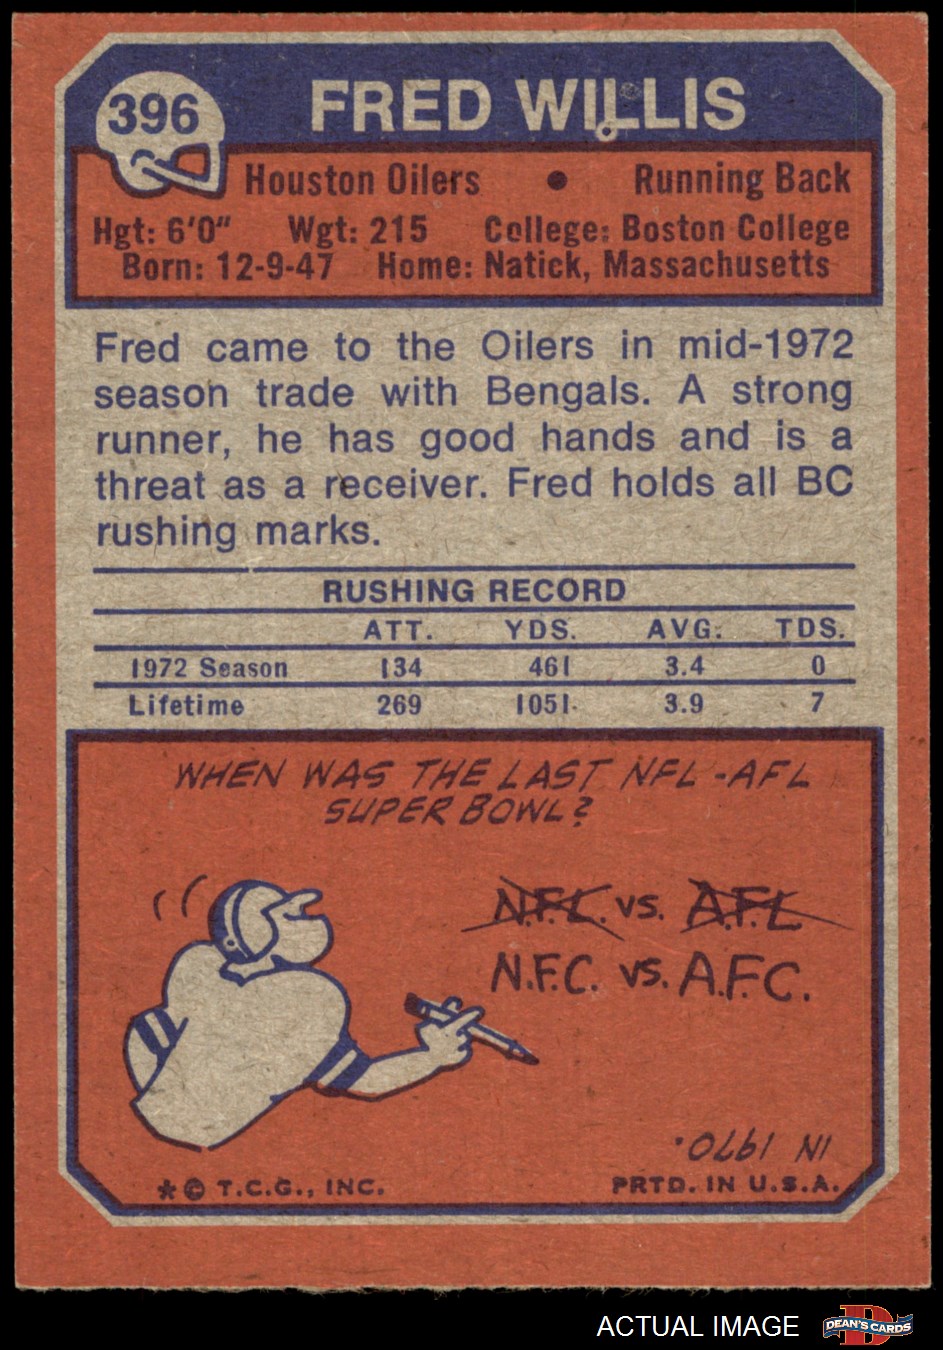 396
FRED WILLIS
Houston Oilers • Running Back
Hgt: 6'0" Wgt: 215 College: Boston College
Born: 12-9-47 Home: Natick, Massachusetts
Fred came to the Oilers in mid-1972
season trade with Bengals. A strong
runner, he has good hands and is a
threat as a receiver. Fred holds all BC
rushing marks.
RUSHING RECORD
ATT. YDS. AVG. TDS.
1972 Season 134 461 3.4 0
Lifetime 269 1051 3.9 7
WHEN WAS THE LAST NFL-AFL
SUPER BOWL?
N.F.L. vs. A.F.L.
N.F.C. vs. A.F.C.
IN 1970.
*© T.C.G., INC. PRTD. IN U.S.A.
ACTUAL IMAGE
D
DEAN'S CARDS